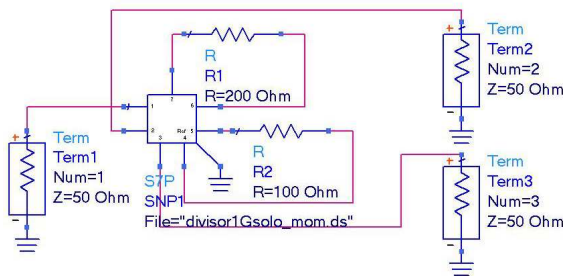 R
R1
R=200 Ohm
Term
Term2
Num=2
Z=50 Ohm
+
-
7
1
6
2
Ref
5
3
4
R
R2
R=100 Ohm
+
Term
Term1
Num=1
Z=50 Ohm
-
S7P
SNP1
File="divisor1Gsolo_mom.ds"
+
Term
Term3
Num=3
Z=50 Ohm
-